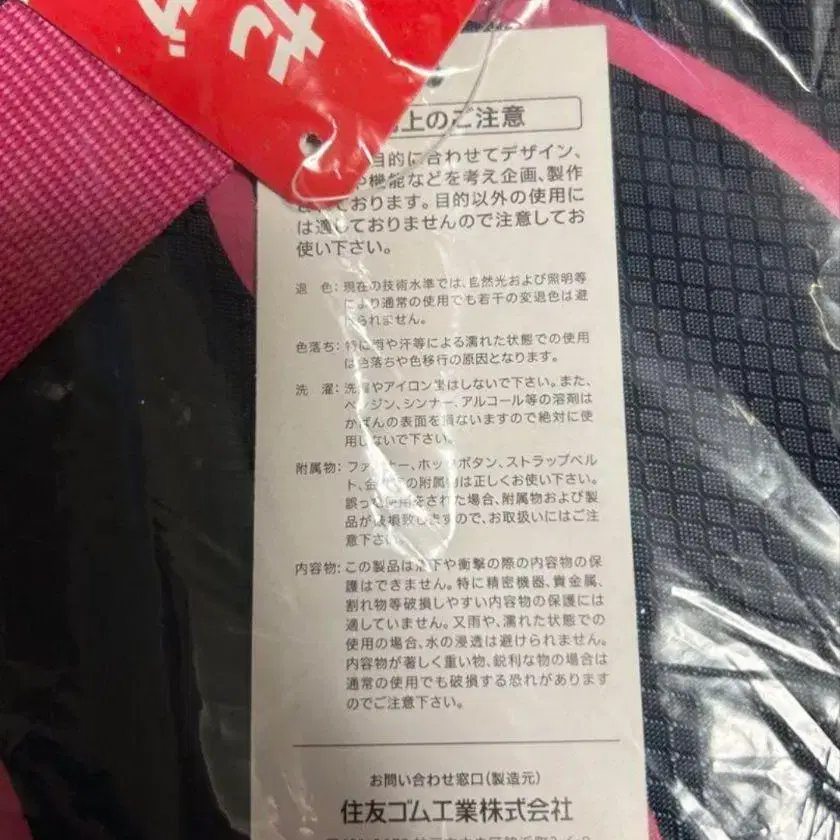 た
上のご注意
目的に合わせてデザイン、
や機能などを考え企画、製作
しております。目的以外の使用に
は適しておりませんので注意してお
使い下さい。
退 色：現在の技術水準では、自然光および照明等
により通常の使用でも若干の変退色は避
けられません。
色落ち：特に雨や汗等による濡れた状態での使用
は色落ちや色移行の原因となります。
洗 濯：洗濯やアイロン等はしないで下さい。また、
ベンジン、シンナー、アルコール等の溶剤は
かばんの表面を損ないますので絶対に使
用しないで下さい。
附属物：ファスナー、ホックボタン、ストラップベル
ト、金具等の附属物は正しくお使い下さい。
誤った使用をされた場合、附属物および製
品が破損致しますので、お取扱いにはご注
意下さい。
内容物：この製品は落下や衝撃の際の内容物の保
護はできません。特に精密機器、貴金属、
割れ物等破損しやすい内容物の保護には
適していません。又雨や、濡れた状態での
使用の場合、水の浸透は避けられません。
内容物が著しく重い物、鋭利な物の場合は
通常の使用でも破損する恐れがあります
のでご注意下さい。
お問い合わせ窓口（製造元）
住友ゴム工業株式会社